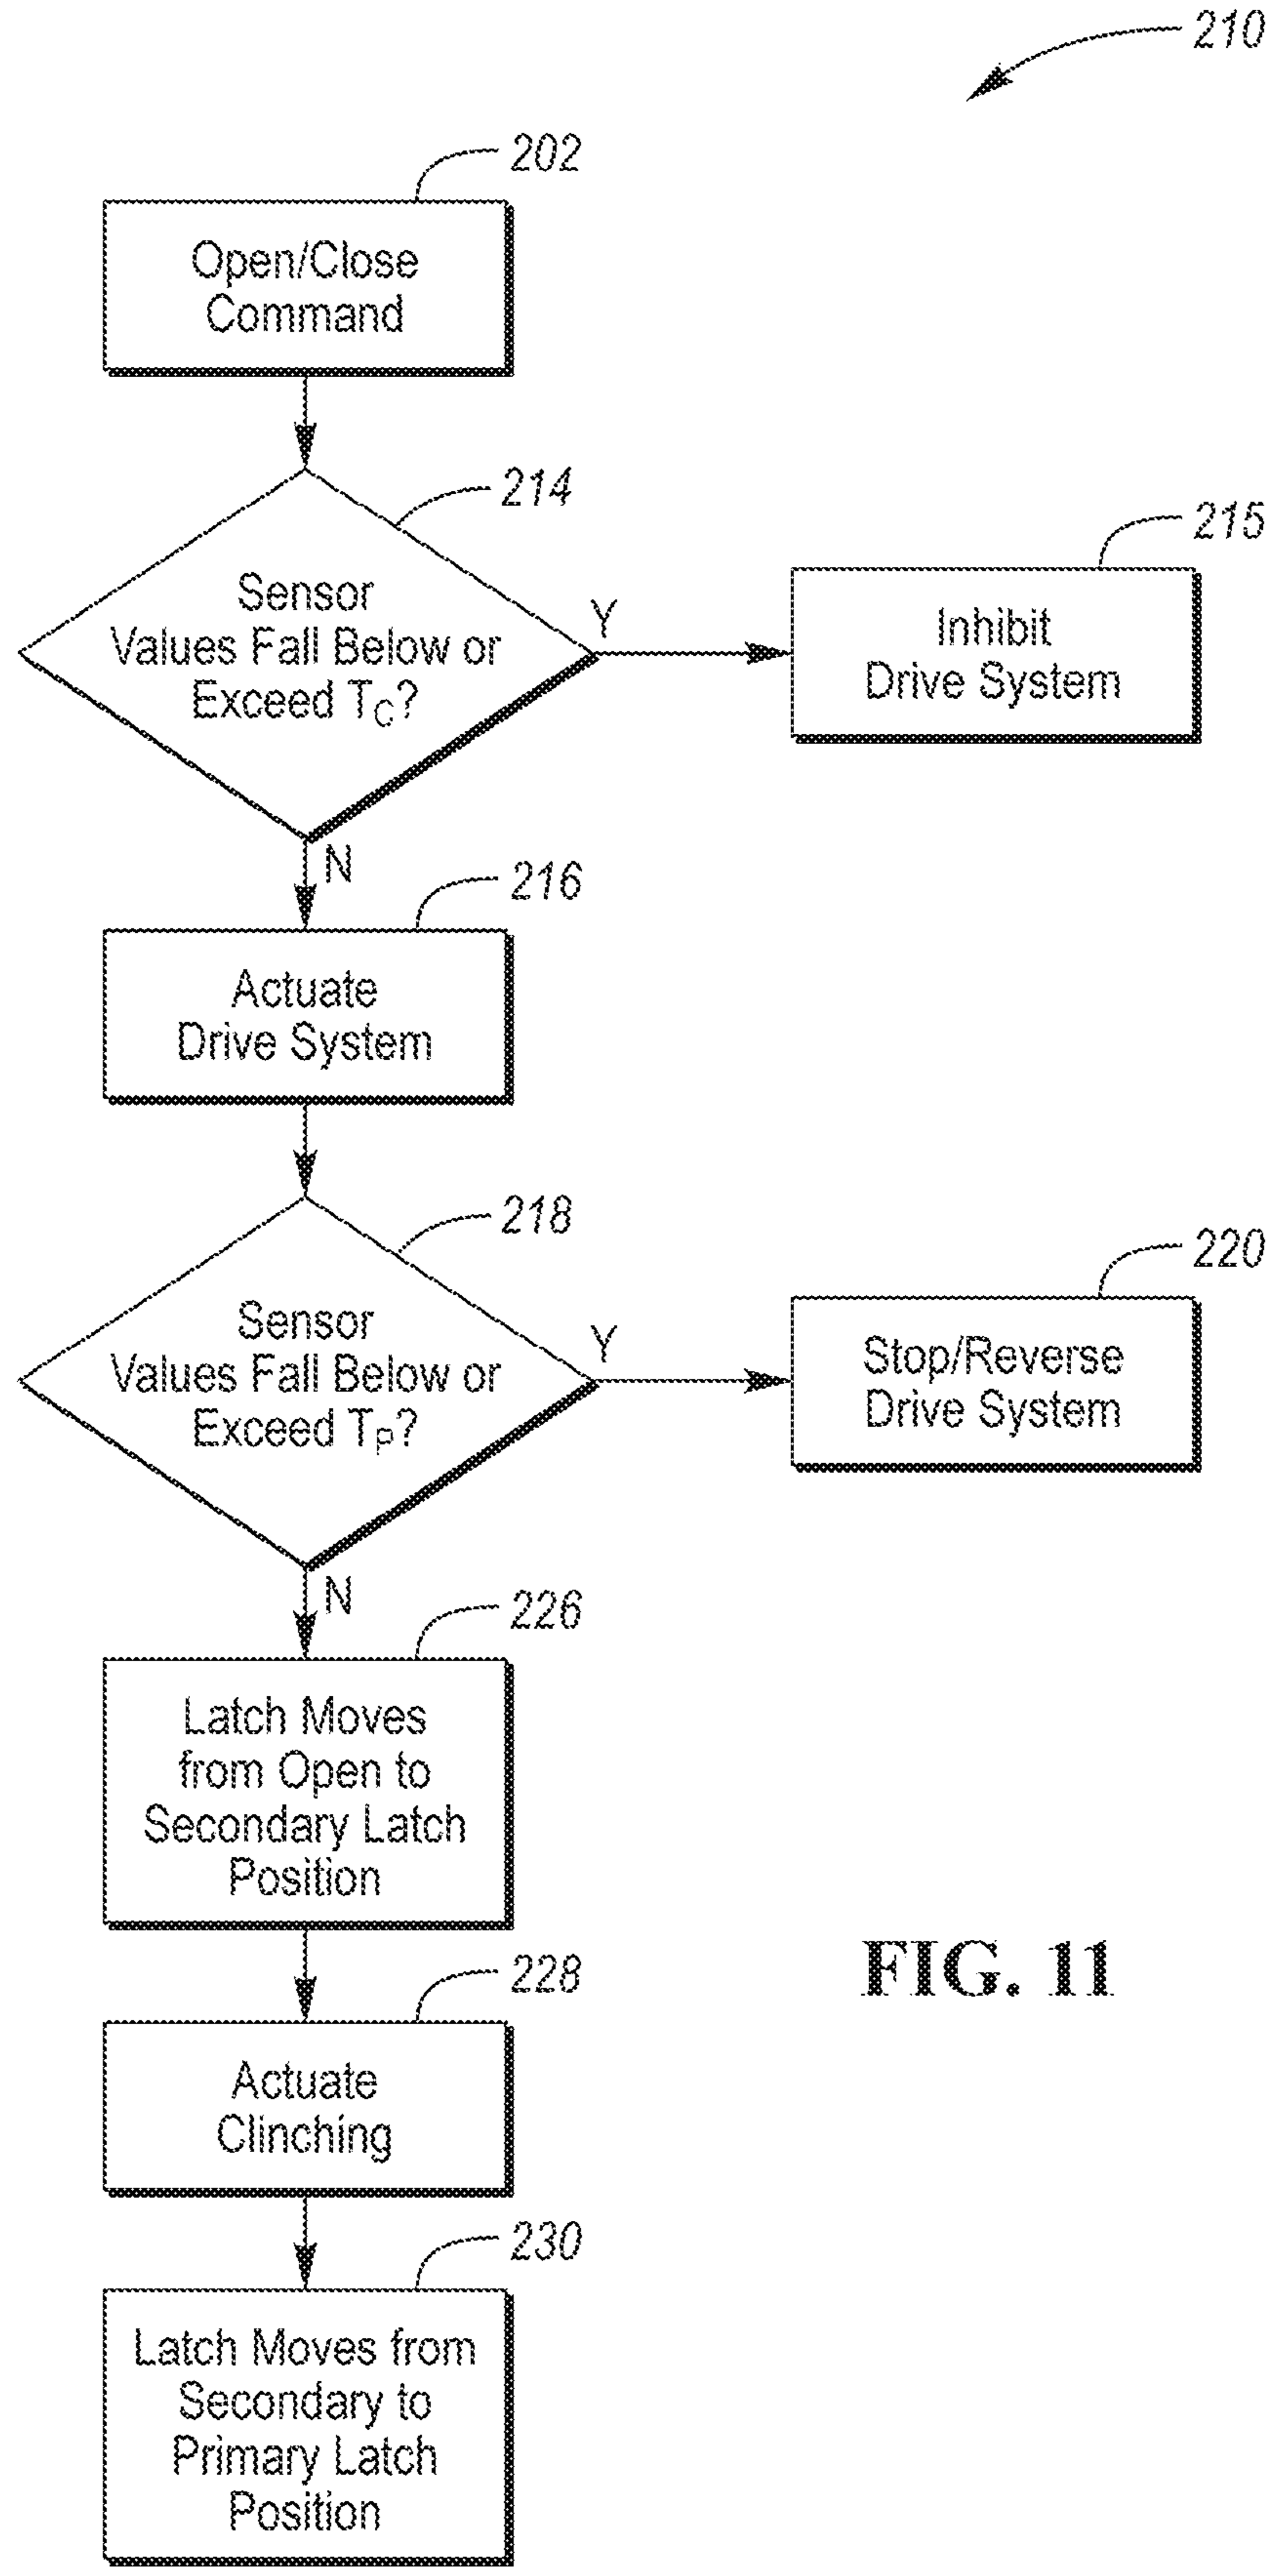 210
202
Open/Close
Command
214
Sensor
Values Fall Below or
Exceed T_C?
Y
215
Inhibit
Drive System
N
216
Actuate
Drive System
218
Sensor
Values Fall Below or
Exceed T_P?
Y
220
Stop/Reverse
Drive System
N
226
Latch Moves
from Open to
Secondary Latch
Position
228
Actuate
Clinching
230
Latch Moves from
Secondary to
Primary Latch
Position
FIG. 11